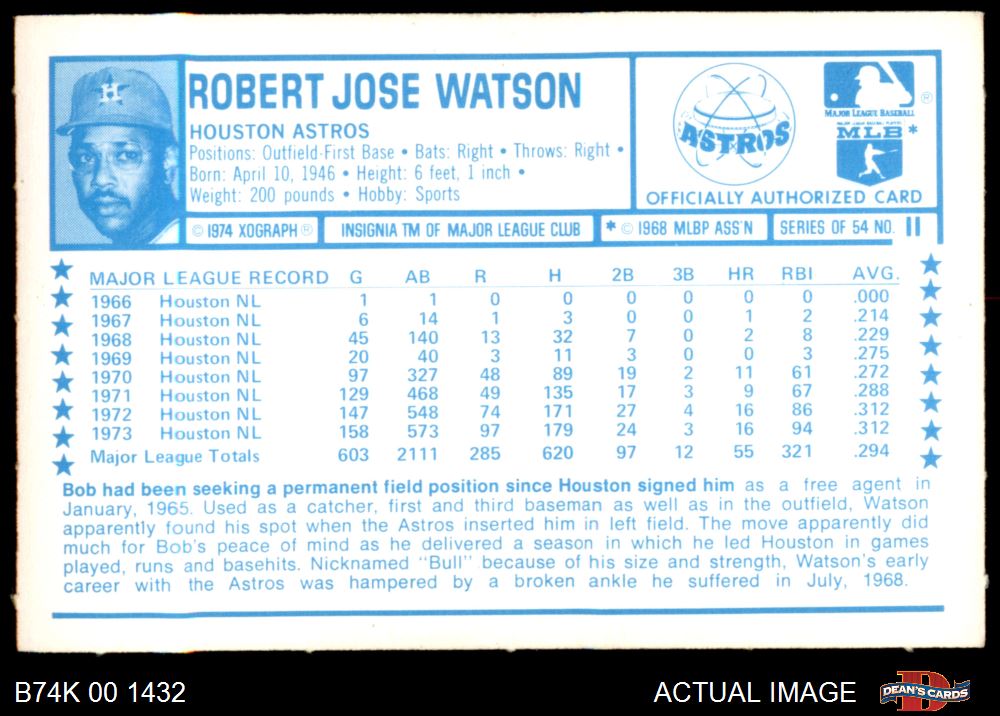 ROBERT JOSE WATSON
HOUSTON ASTROS
Positions: Outfield-First Base • Bats: Right • Throws: Right •
Born: April 10, 1946 • Height: 6 feet, 1 inch •
Weight: 200 pounds • Hobby: Sports
H
ASTROS
®
MAJOR LEAGUE BASEBALL
MLB*
OFFICIALLY AUTHORIZED CARD
© 1974 XOGRAPH® INSIGNIA TM OF MAJOR LEAGUE CLUB * © 1968 MLBP ASS'N SERIES OF 54 NO. 11
MAJOR LEAGUE RECORD G AB R H 2B 3B HR RBI AVG.
1966 Houston NL 1 1 0 0 0 0 0 0 .000
1967 Houston NL 6 14 1 3 0 0 1 2 .214
1968 Houston NL 45 140 13 32 7 0 2 8 .229
1969 Houston NL 20 40 3 11 3 0 0 3 .275
1970 Houston NL 97 327 48 89 19 2 11 61 .272
1971 Houston NL 129 468 49 135 17 3 9 67 .288
1972 Houston NL 147 548 74 171 27 4 16 86 .312
1973 Houston NL 158 573 97 179 24 3 16 94 .312
Major League Totals 603 2111 285 620 97 12 55 321 .294
Bob had been seeking a permanent field position since Houston signed him as a free agent in
January, 1965. Used as a catcher, first and third baseman as well as in the outfield, Watson
apparently found his spot when the Astros inserted him in left field. The move apparently did
much for Bob's peace of mind as he delivered a season in which he led Houston in games
played, runs and basehits. Nicknamed "Bull" because of his size and strength, Watson's early
career with the Astros was hampered by a broken ankle he suffered in July, 1968.
B74K 00 1432
ACTUAL IMAGE
D
DEAN'S CARDS